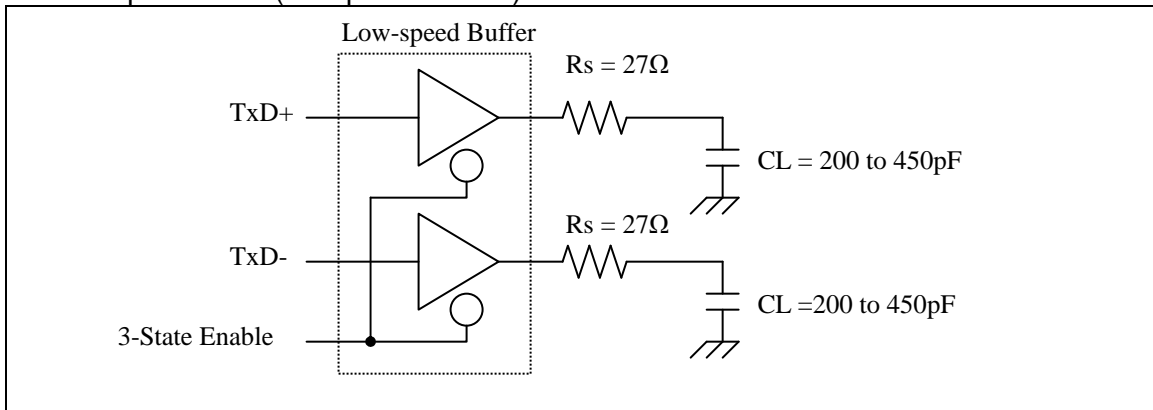 Low-speed Buffer
Rs = 27Ω
TxD+
CL = 200 to 450pF
Rs = 27Ω
TxD-
CL =200 to 450pF
3-State Enable